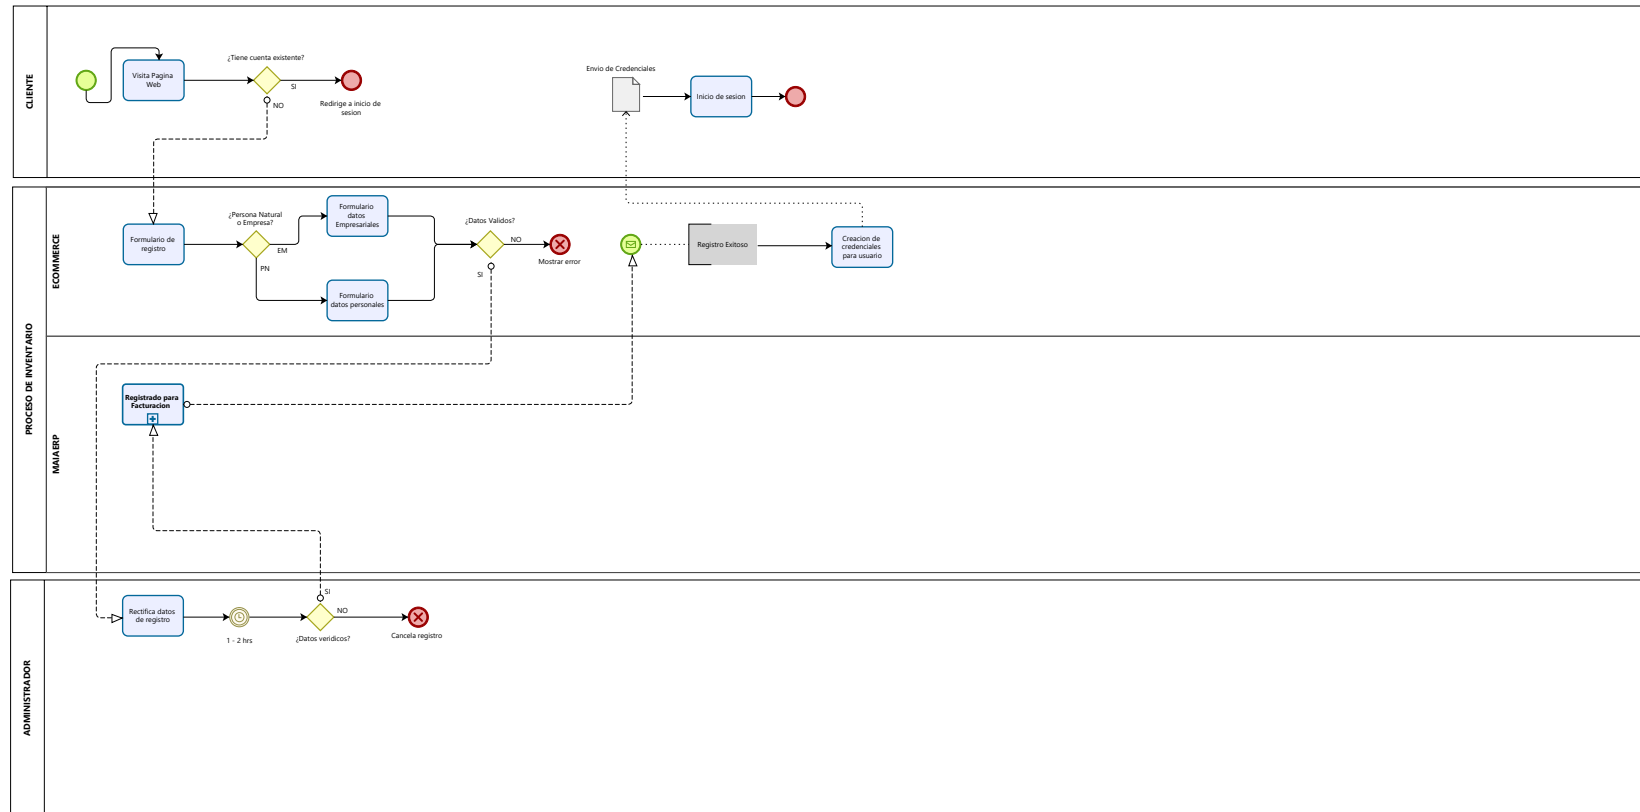 CLIENTE
¿Tiene cuenta existente?
Visita Pagina
Web
SI
NO
Redirige a inicio de
sesion
Envio de Credenciales
Inicio de sesion
PROCESO DE INVENTARIO
ECOMMERCE
Formulario de
registro
¿Persona Natural
o Empresa?
EM
PN
Formulario
datos
Empresariales
Formulario
datos personales
¿Datos Validos?
NO
SI
Mostrar error
Registro Exitoso
Creacion de
credenciales
para usuario
MAIAERP
Registrado para
Facturacion
ADMINISTRADOR
Rectifica datos
de registro
1 - 2 hrs
SI
NO
¿Datos veridicos?
Cancela registro